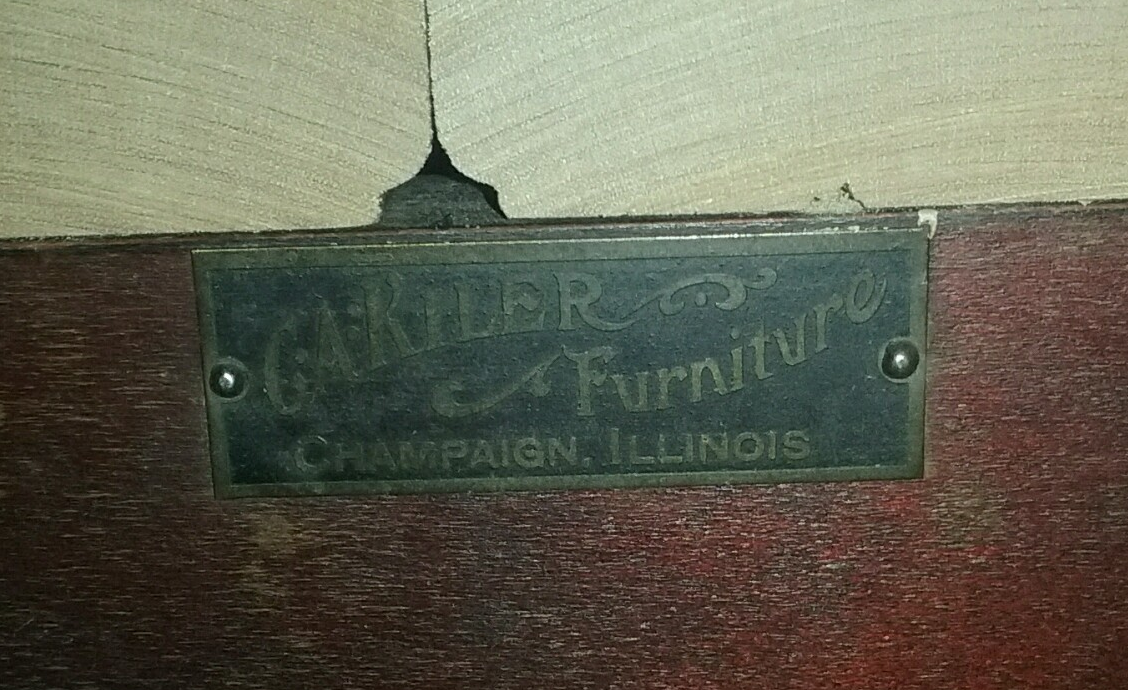 G.A.KILER
Furniture
CHAMPAIGN, ILLINOIS